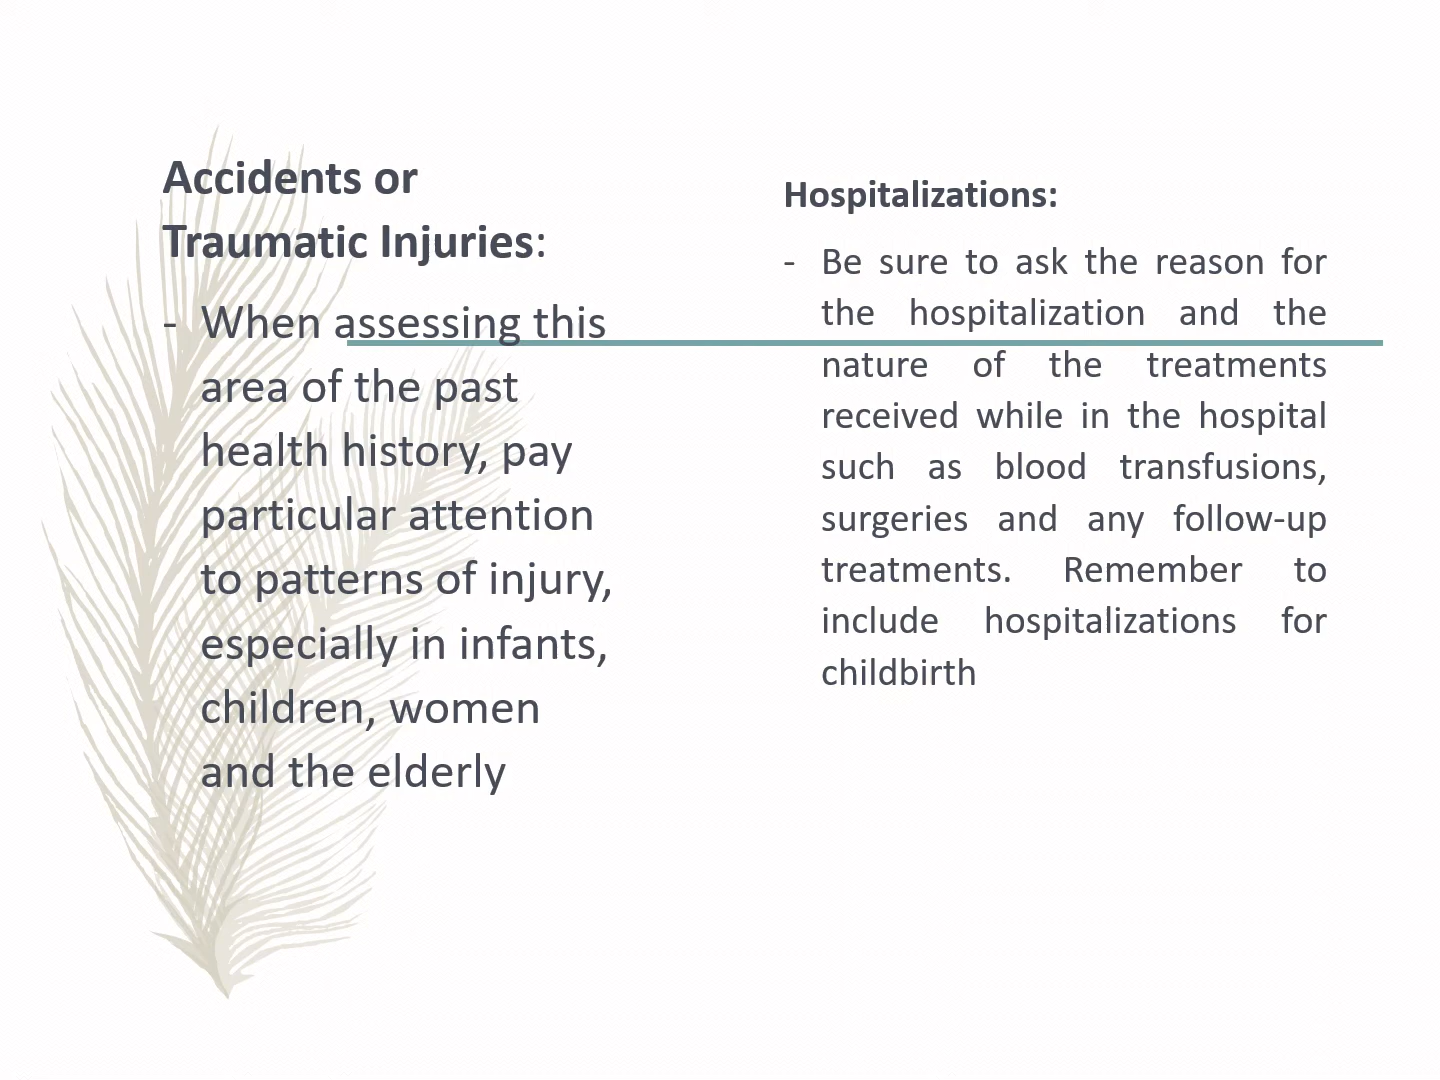 Accidents or
Traumatic Injuries:
- When assessing this
area of the past
health history, pay
particular attention
to patterns of injury,
especially in infants,
children, women
and the elderly
Hospitalizations:
- Be sure to ask the reason for
the hospitalization and the
nature of the treatments
received while in the hospital
such as blood transfusions,
surgeries and any follow-up
treatments. Remember to
include hospitalizations for
childbirth